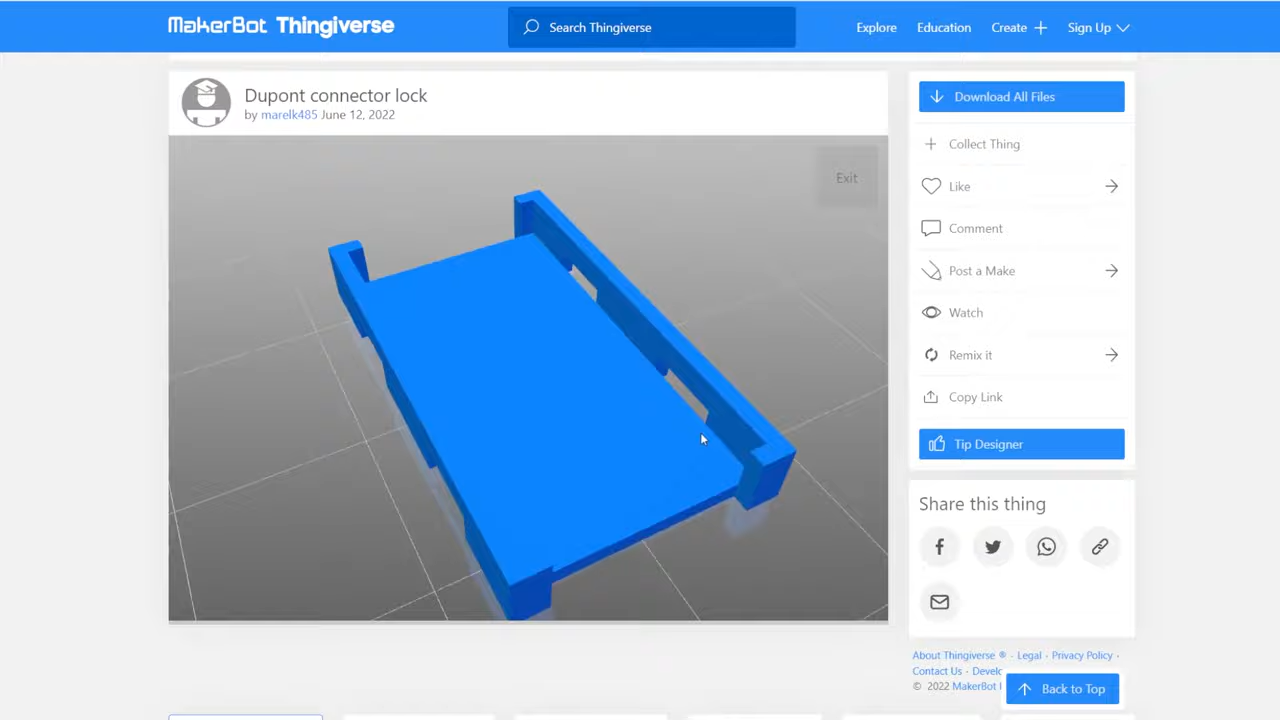 MakerBot Thingiverse
Search Thingiverse
Explore
Education
Create
Sign Up
Dupont connector lock
by marelk485 June 12, 2022
Exit
Download All Files
Collect Thing
Like
Comment
Post a Make
Watch
Remix it
Copy Link
Tip Designer
Share this thing
About Thingiverse ® · Legal · Privacy Policy ·
Contact Us ·
© 2022 MakerBot
Back to Top